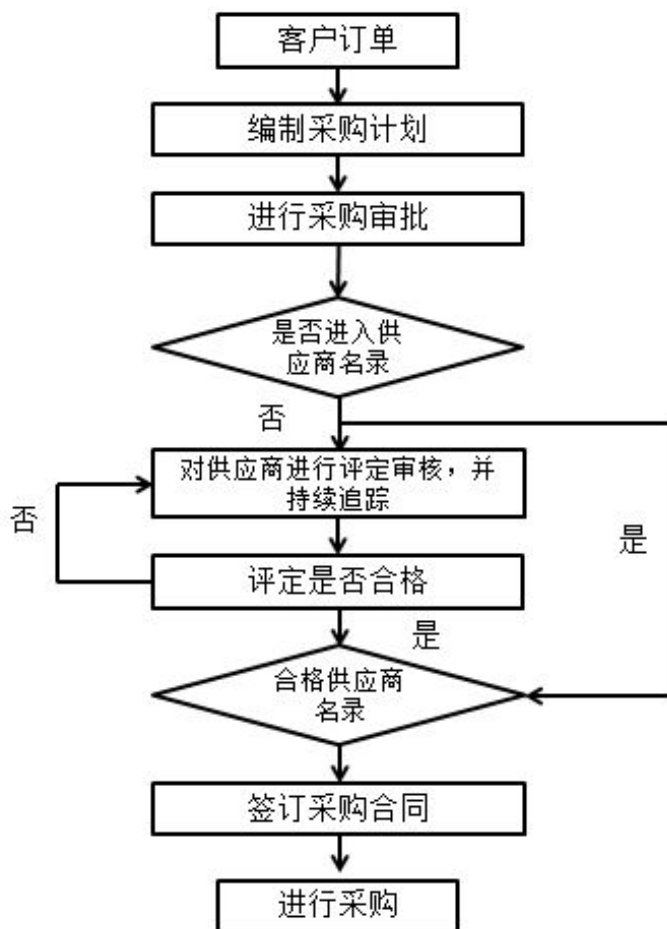 客户订单
编制采购计划
进行采购审批
是否进入供
应商名录
否
对供应商进行评定审核，并
持续追踪
否
是
评定是否合格
是
合格供应商
名录
签订采购合同
进行采购